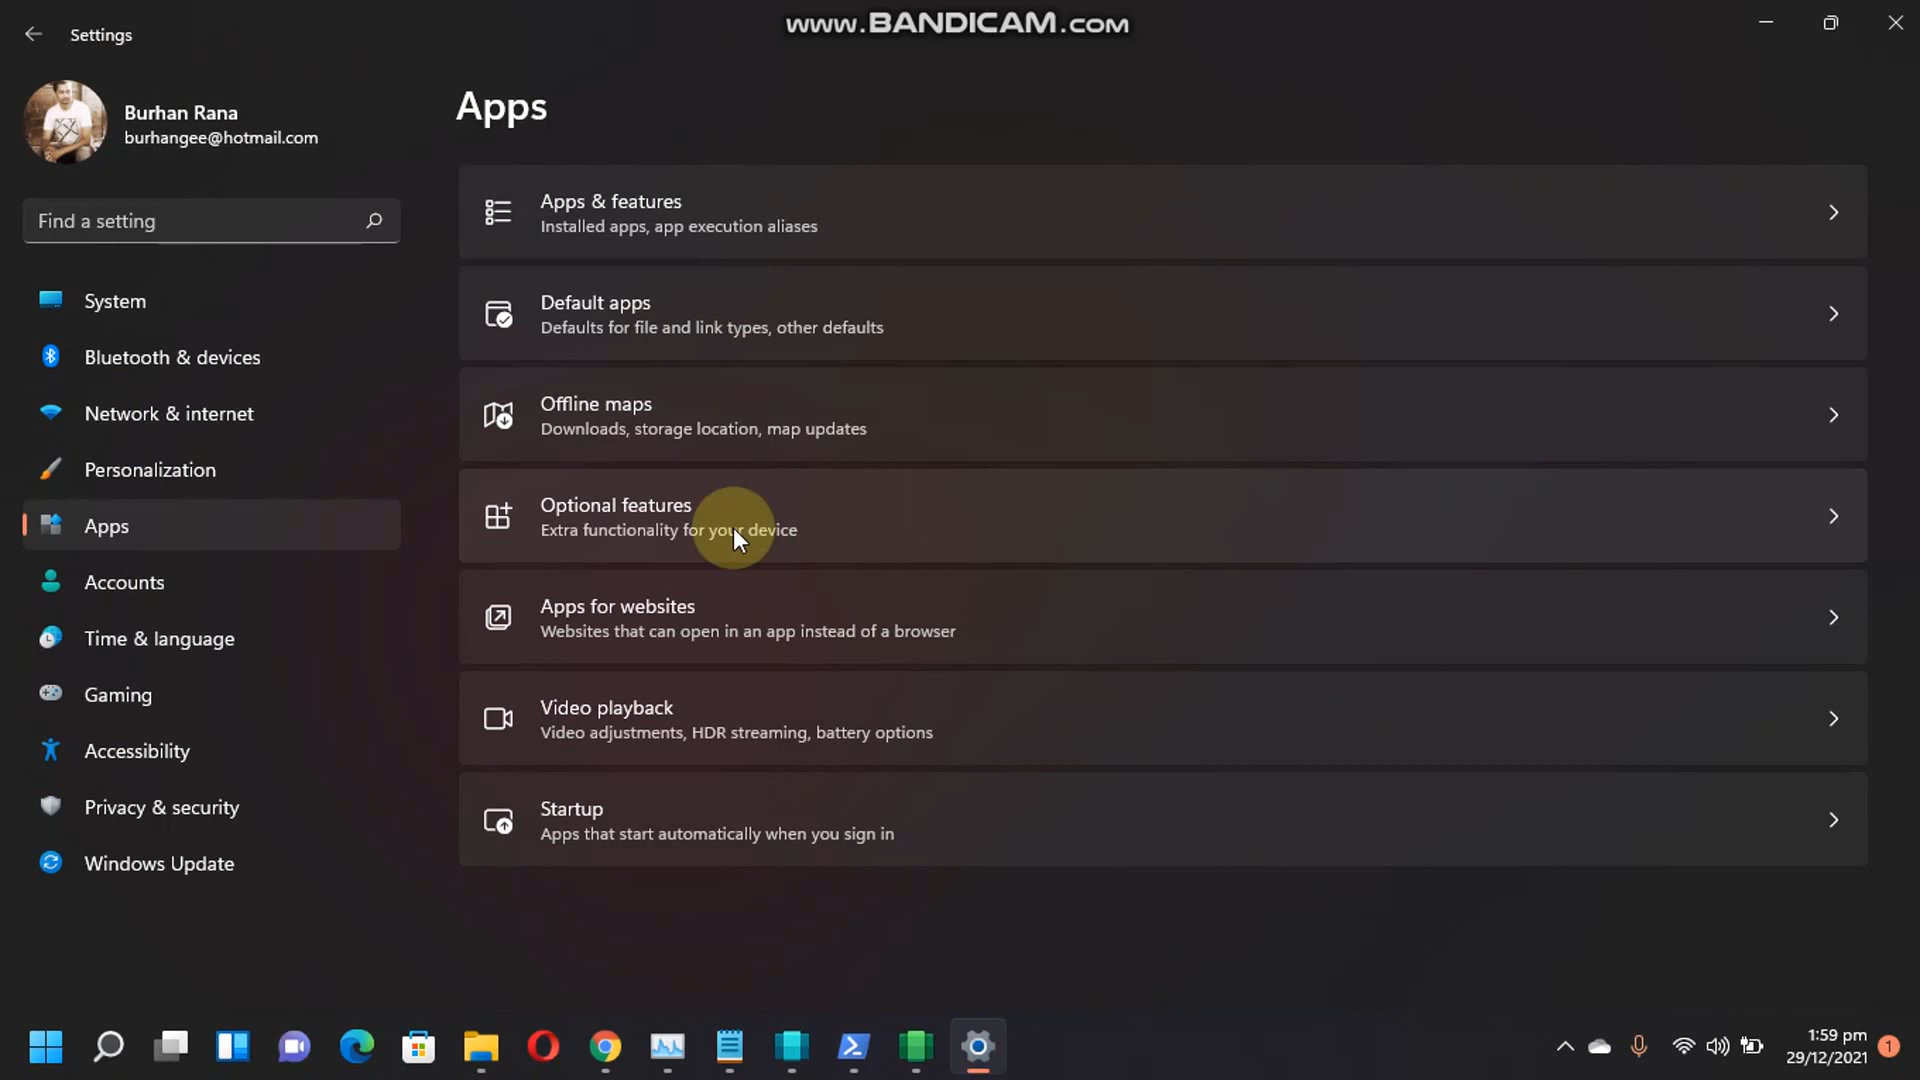 www.BANDICAM.com
Settings
Burhan Rana
burhangee@hotmail.com
Find a setting
System
Bluetooth & devices
Network & internet
Personalization
Apps
Accounts
Time & language
Gaming
Accessibility
Privacy & security
Windows Update
Apps
Apps & features
Installed apps, app execution aliases
Default apps
Defaults for file and link types, other defaults
Offline maps
Downloads, storage location, map updates
Optional features
Extra functionality for your device
Apps for websites
Websites that can open in an app instead of a browser
Video playback
Video adjustments, HDR streaming, battery options
Startup
Apps that start automatically when you sign in
1:59 pm
29/12/2021
1